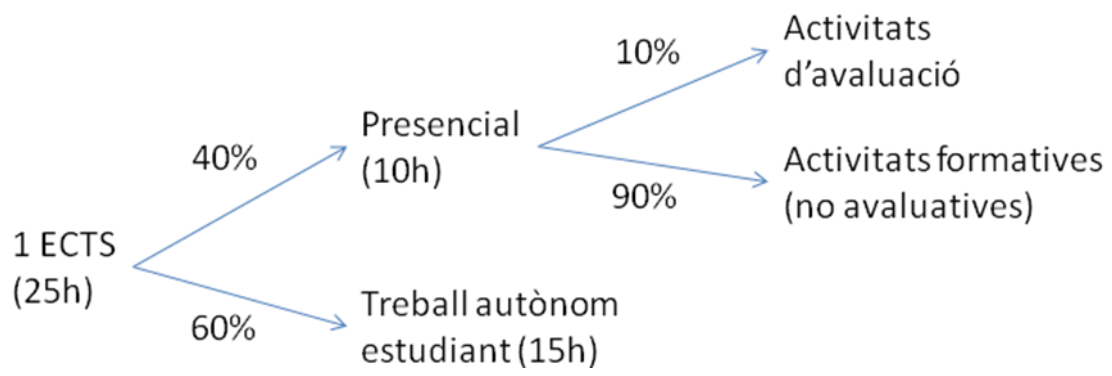 1 ECTS
(25h)
40%
60%
Presencial
(10h)
Treball autònom
estudiant (15h)
10%
90%
Activitats
d’avaluació
Activitats formatives
(no avaluatives)